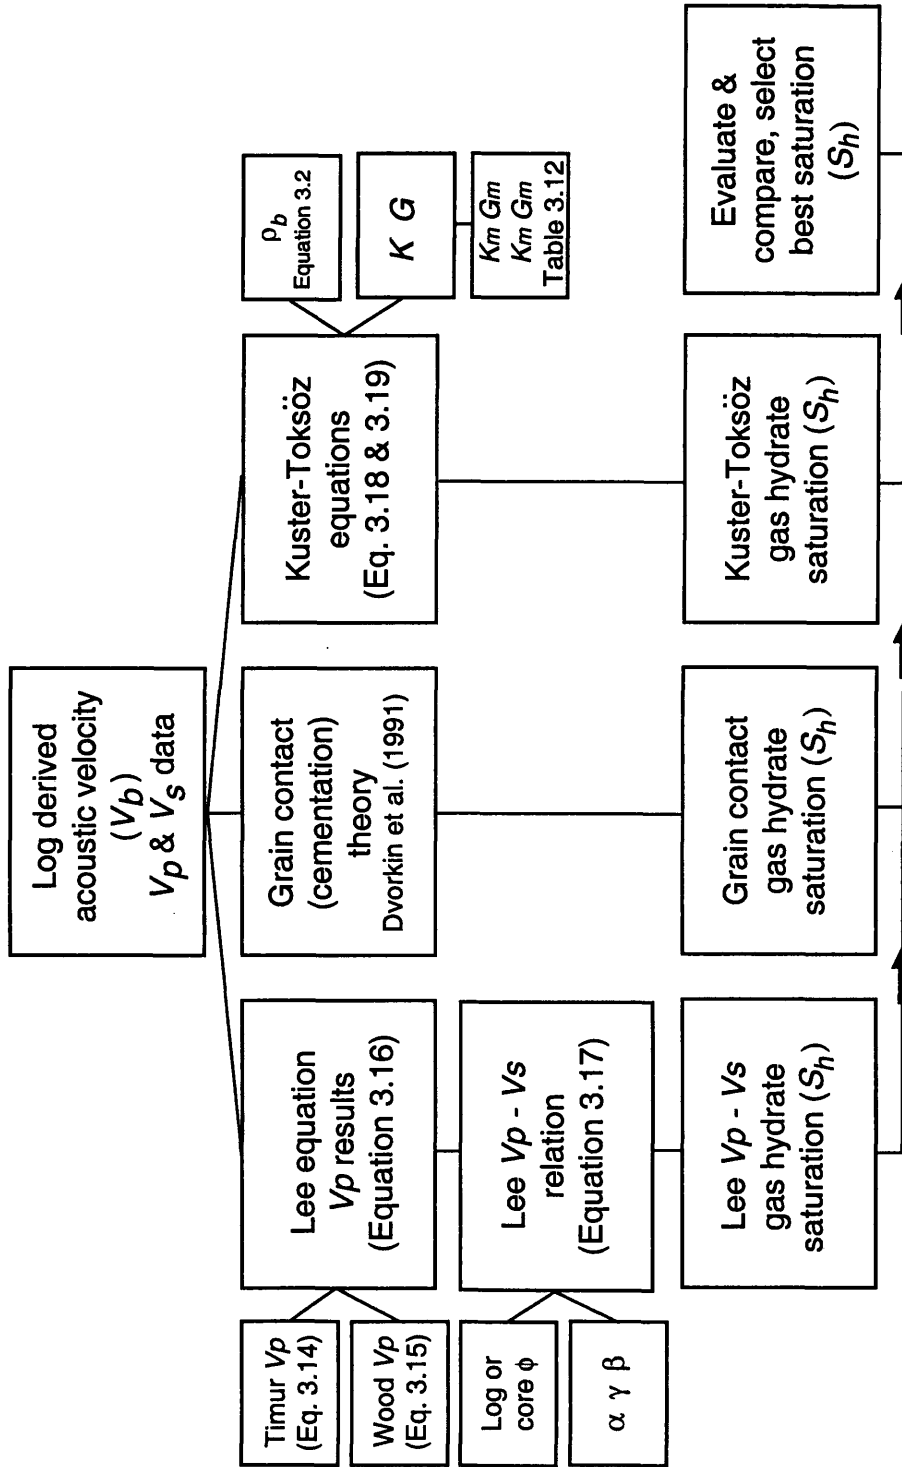 Log derived
acoustic velocity
(Vb)
Vp & Vs data
Timur Vp
(Eq. 3.14)
Wood Vp
(Eq. 3.15)
Lee equation
Vp results
(Equation 3.16)
Grain contact
(cementation)
theory
Dvorkin et al. (1991)
Kuster-Toksöz
equations
(Eq. 3.18 & 3.19)
ρb
Equation 3.2
K G
Km Gm
Km Gm
Table 3.12
Log or
core ϕ
α γ β
Lee Vp - Vs
relation
(Equation 3.17)
Lee Vp - Vs
gas hydrate
saturation (Sh)
Grain contact
gas hydrate
saturation (Sh)
Kuster-Toksöz
gas hydrate
saturation (Sh)
Evaluate &
compare, select
best saturation
(Sh)